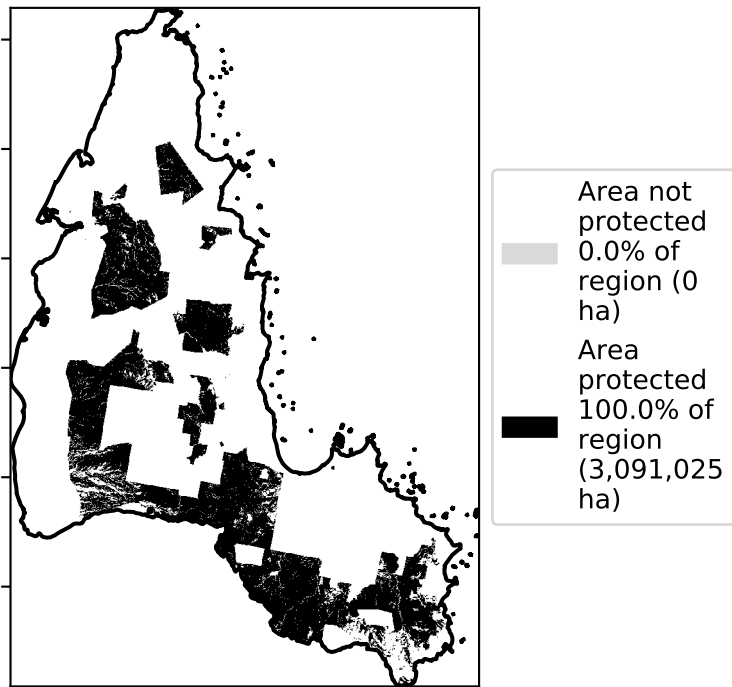 Area not
protected
0.0% of
region (0
ha)
Area
protected
100.0% of
region
(3,091,025
ha)